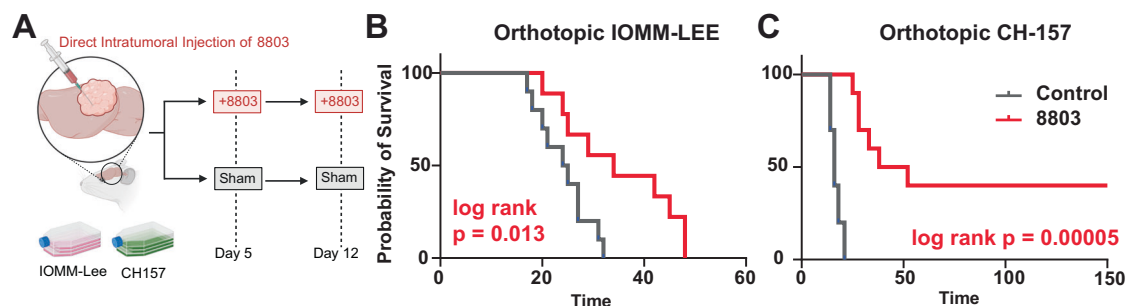 A
Direct Intratumoral Injection of 8803
+8803
+8803
Sham
Sham
IOMM-Lee
CH157
Day 5
Day 12
B
Orthotopic IOMM-LEE
Probability of Survival
100
50
0
log rank
p = 0.013
0
20
40
60
Time
C
Orthotopic CH-157
100
50
0
Control
8803
log rank p = 0.00005
0
50
100
150
Time